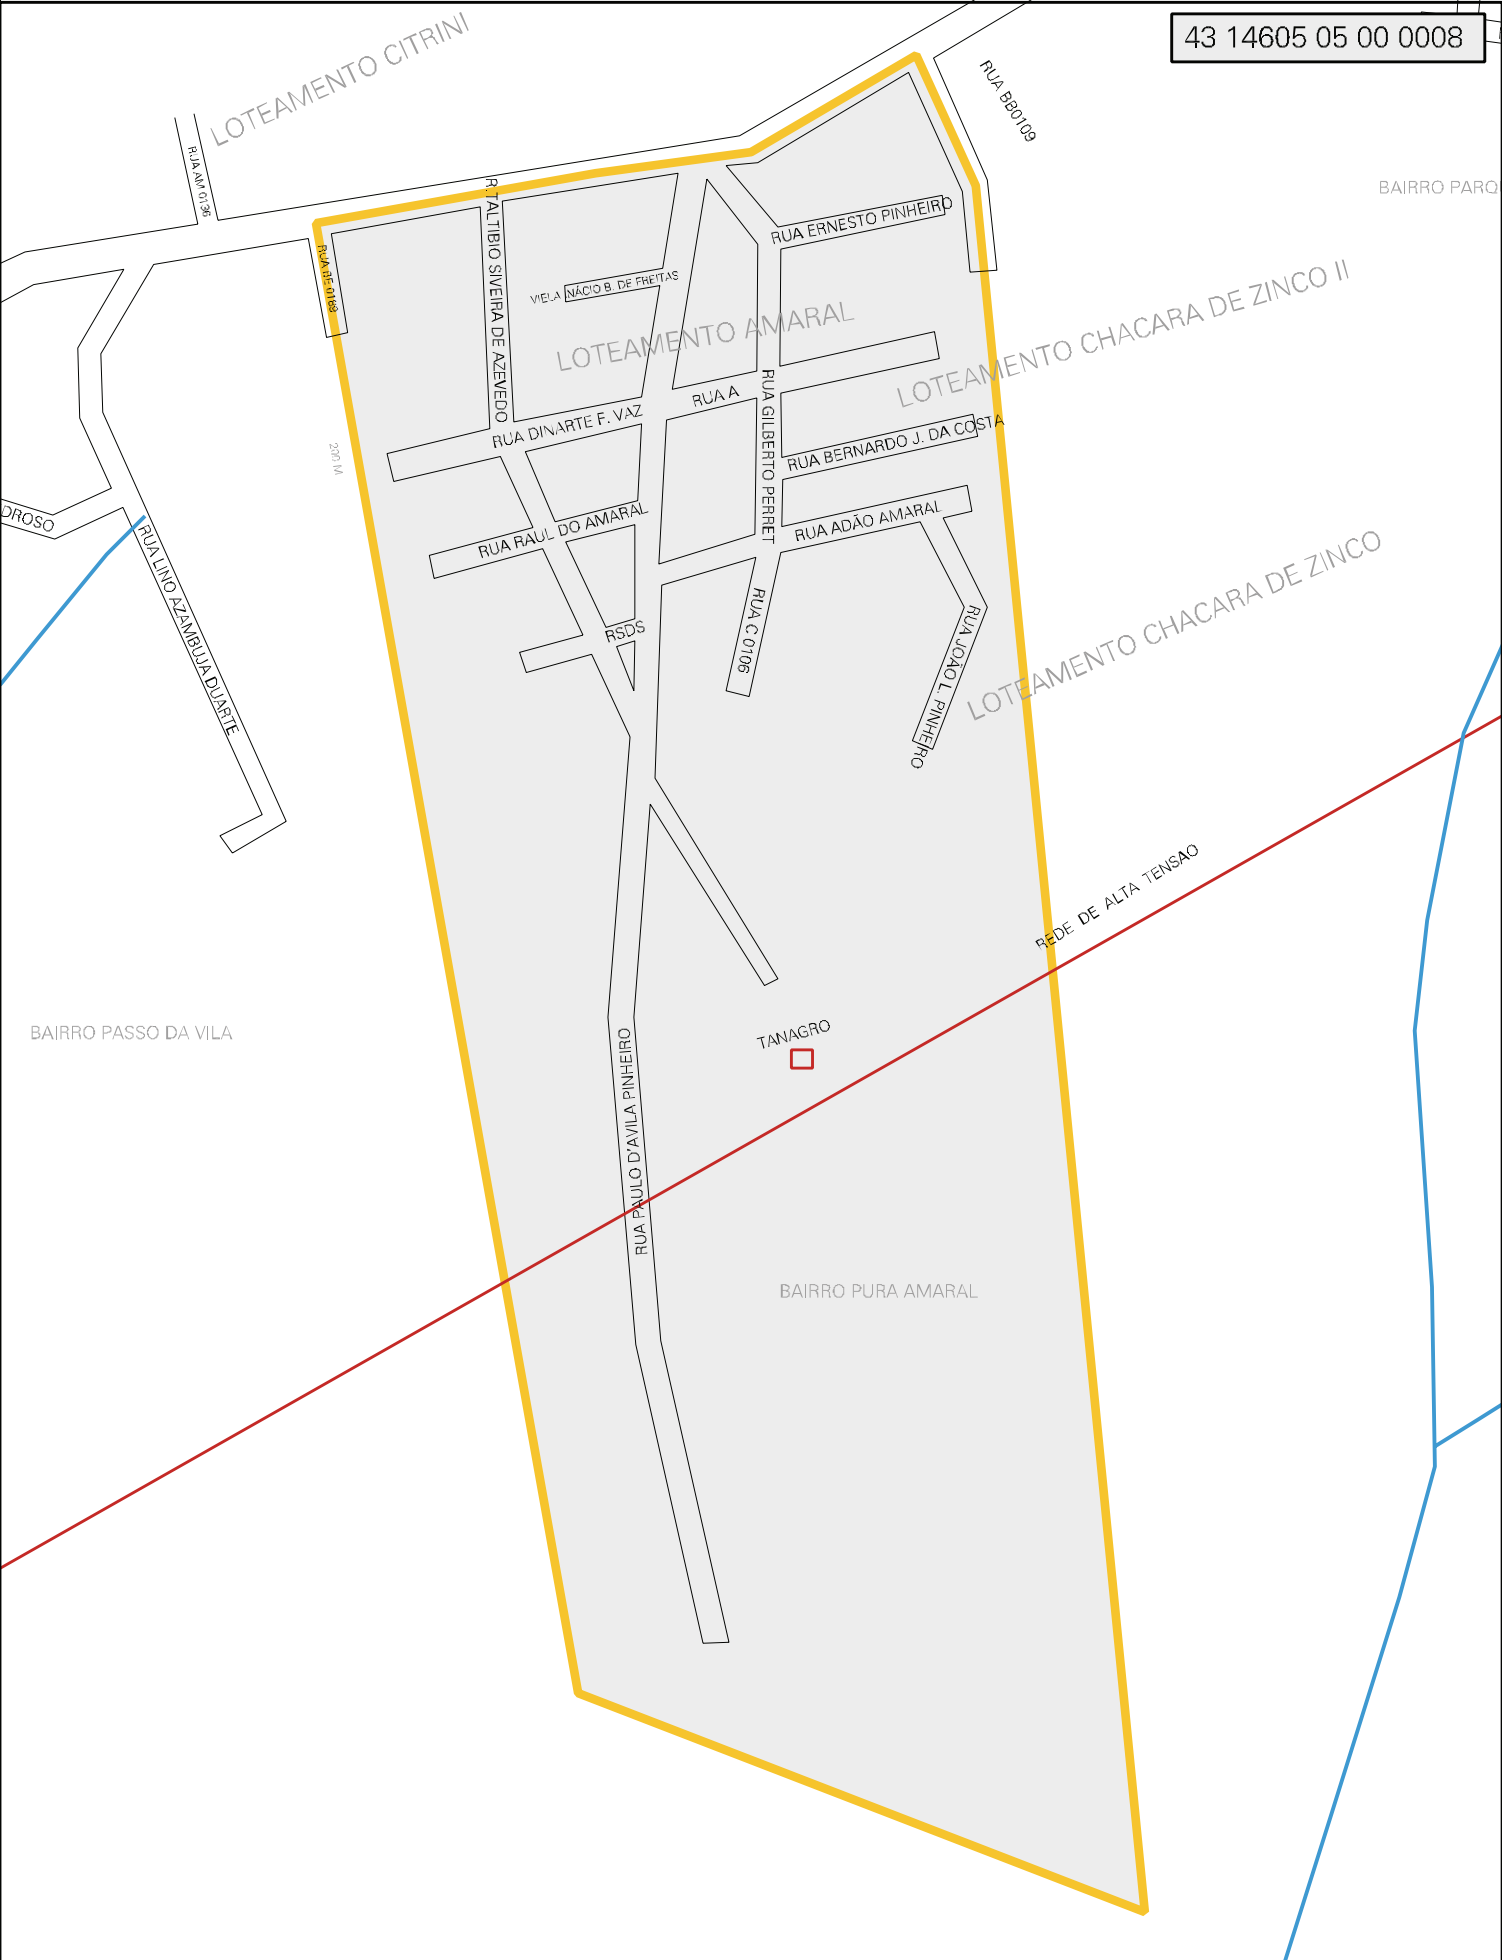 43 14605 05 00 0008
LOTEAMENTO CITRINI
RUA BB0109
RUA AM 0136
BAIRRO PARQ
R.TALTIBIO SIVEIRA DE AZEVEDO
RUA ERNESTO PINHEIRO
RUA BE 0189
VIELA NÁCIO B. DE FREITAS
LOTEAMENTO AMARAL
LOTEAMENTO CHACARA DE ZINCO II
RUA A
RUA GILBERTO PERRET
RUA DINARTE F. VAZ
RUA BERNARDO J. DA COSTA
200 M
DROSO
RUA RAUL DO AMARAL
RUA ADÃO AMARAL
RUA LINO AZAMBUJA DUARTE
LOTEAMENTO CHACARA DE ZINCO
RUA C 0106
RSDS
RUA JOÃO L. PINHEIRO
REDE DE ALTA TENSAO
TANAGRO
BAIRRO PASSO DA VILA
RUA PAULO D'AVILA PINHEIRO
BAIRRO PURA AMARAL